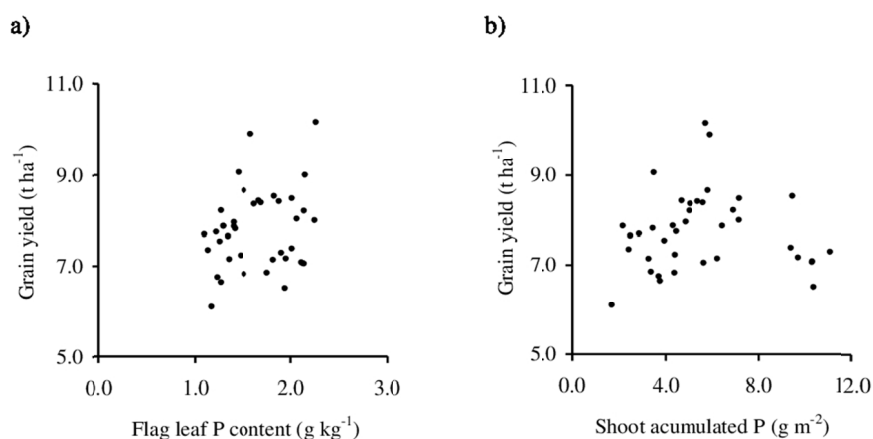 a)
11.0
9.0
7.0
5.0
Grain yield (t ha⁻¹)
0.0 1.0 2.0 3.0
Flag leaf P content (g kg⁻¹)
b)
11.0
9.0
7.0
5.0
Grain yield (t ha⁻¹)
0.0 4.0 8.0 12.0
Shoot acumulated P (g m⁻²)